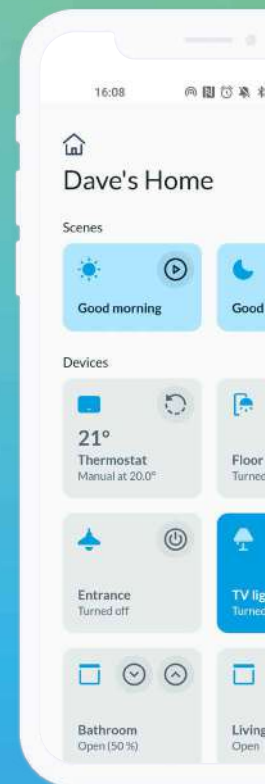 16:08
Dave's Home
Scenes
Good morning
Good
Devices
21°
Thermostat
Manual at 20.0°
Floor
Turned
Entrance
Turned off
TV lig
Turned
Bathroom
Open (50 %)
Living
Open